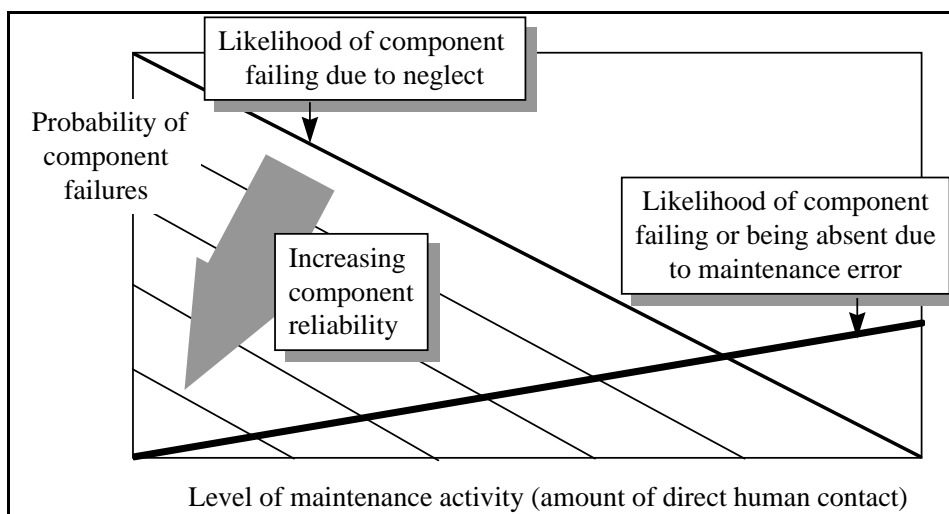 Likelihood of component
failing due to neglect
Probability of
component
failures
Likelihood of component
failing or being absent due
to maintenance error
Increasing
component
reliability
Level of maintenance activity (amount of direct human contact)